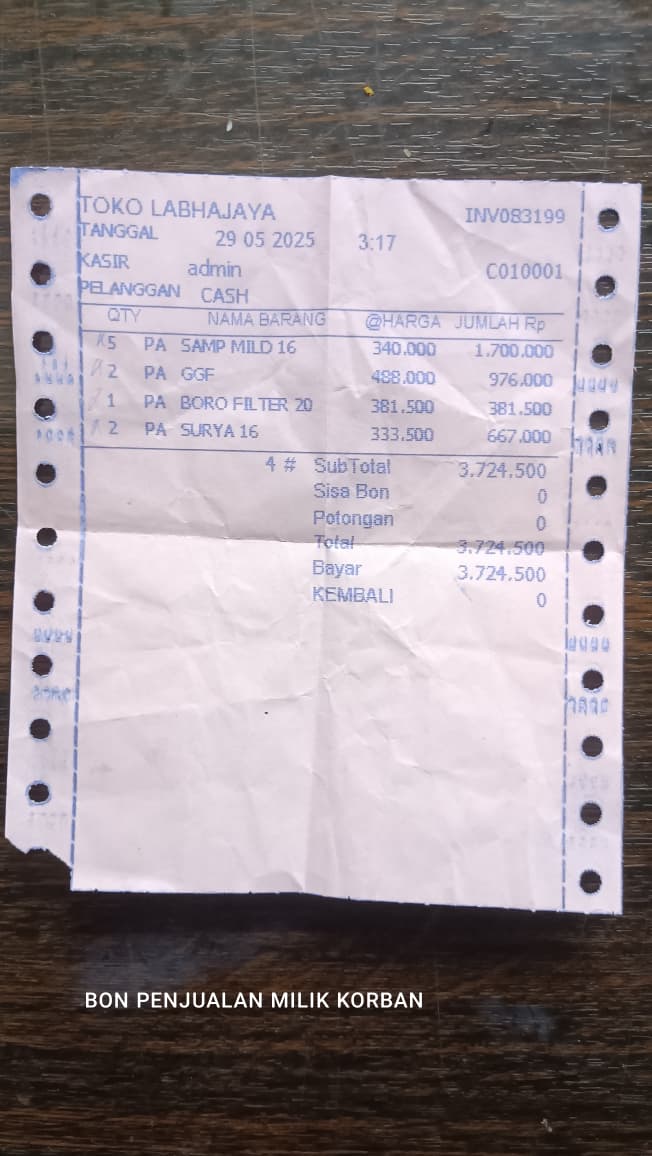 TOKO LABHAJAYA INV083199
TANGGAL 29 05 2025 3:17
KASIR admin C010001
PELANGGAN CASH
QTY NAMA BARANG @HARGA JUMLAH Rp
5 PA SAMP MILD 16 340.000 1.700.000
2 PA GGF 488.000 976.000
1 PA BORO FILTER 20 381.500 381.500
2 PA SURYA 16 333.500 667.000
4 # SubTotal 3.724.500
Sisa Bon 0
Potongan 0
Total 3.724.500
Bayar 3.724.500
KEMBALI 0
BON PENJUALAN MILIK KORBAN